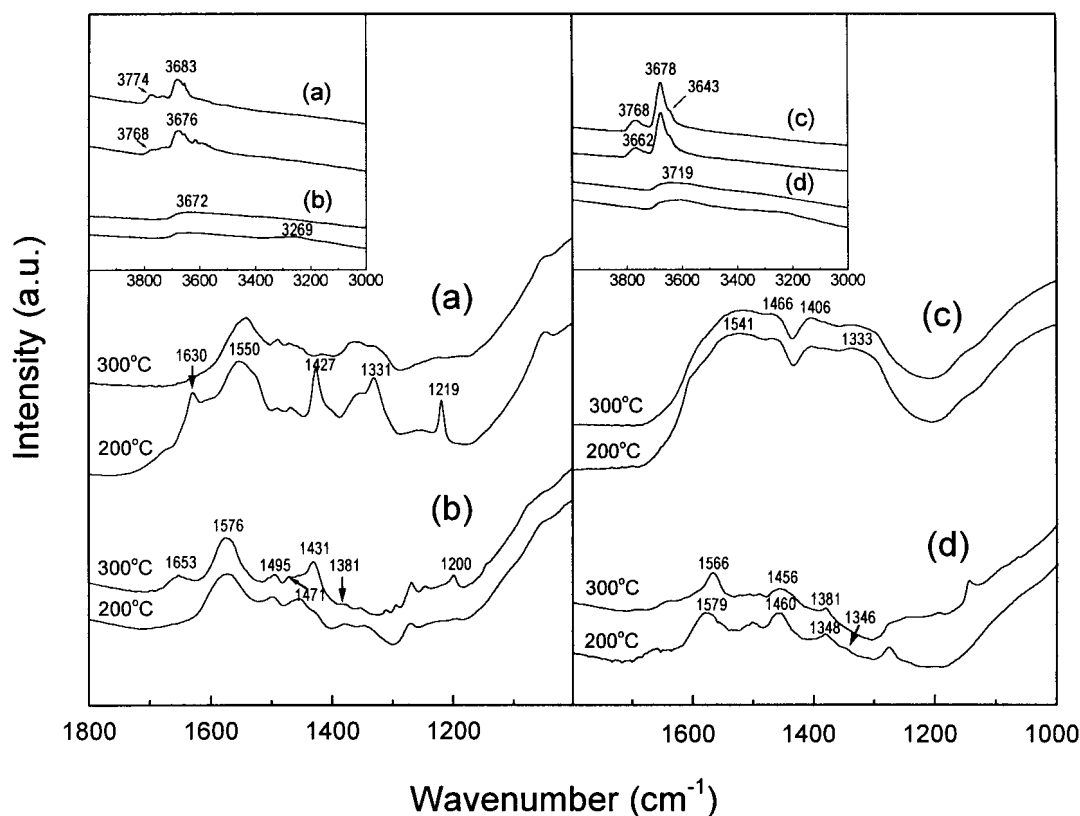 3683
3774
(a)
3676
3768
(b)
3672
3269
3800 3600 3400 3200 3000
3678
3643
3768
(c)
3662
3719
(d)
3800 3600 3400 3200 3000
(a)
1630
1550
300°C
1427
1331
1219
200°C
(b)
1576
300°C
1653
1495
1431
1381
1200
1471
200°C
1466
1406
(c)
1541
1333
300°C
200°C
(d)
1566
300°C
1456
1381
1579
1460
1346
1348
200°C
1800 1600 1400 1200
1600 1400 1200 1000
Intensity (a.u.)
Wavenumber (cm⁻¹)